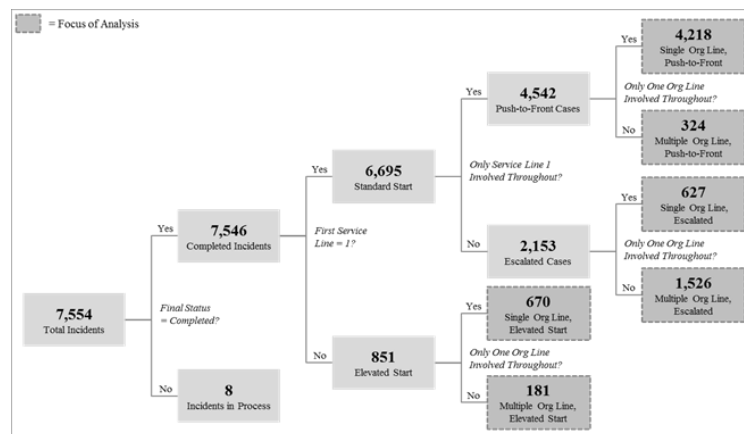 = Focus of Analysis
7,554
Total Incidents
Final Status
= Completed?
Yes
7,546
Completed Incidents
No
8
Incidents in Process
First Service
Line = 1?
Yes
6,695
Standard Start
No
851
Elevated Start
Only Service Line 1
Involved Throughout?
Yes
4,542
Push-to-Front Cases
No
2,153
Escalated Cases
Only One Org Line
Involved Throughout?
Yes
4,218
Single Org Line,
Push-to-Front
No
324
Multiple Org Line,
Push-to-Front
Only One Org Line
Involved Throughout?
Yes
627
Single Org Line,
Escalated
No
1,526
Multiple Org Line,
Escalated
Only One Org Line
Involved Throughout?
Yes
670
Single Org Line,
Elevated Start
No
181
Multiple Org Line,
Elevated Start